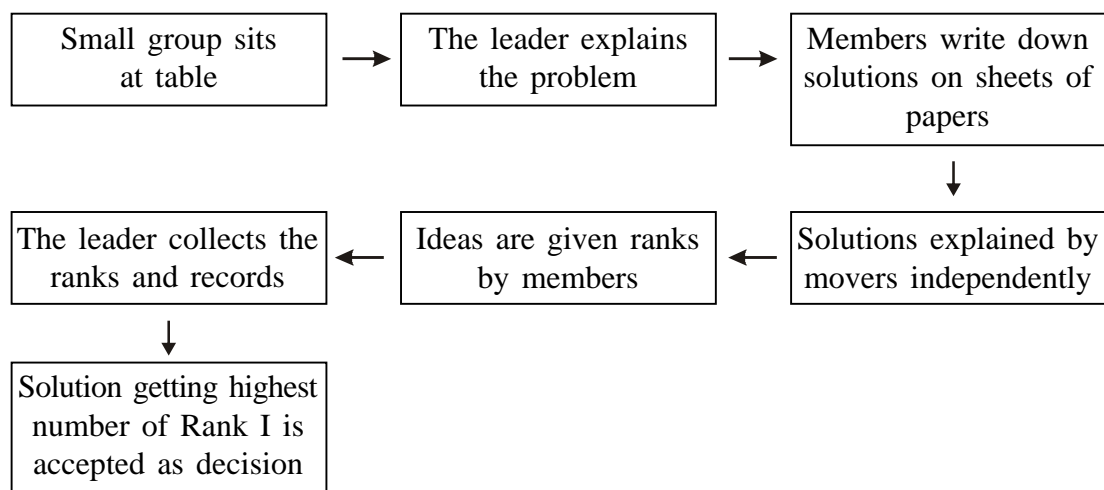 Small group sits
at table
The leader explains
the problem
Members write down
solutions on sheets of
papers
Solutions explained by
movers independently
Ideas are given ranks
by members
The leader collects the
ranks and records
Solution getting highest
number of Rank I is
accepted as decision